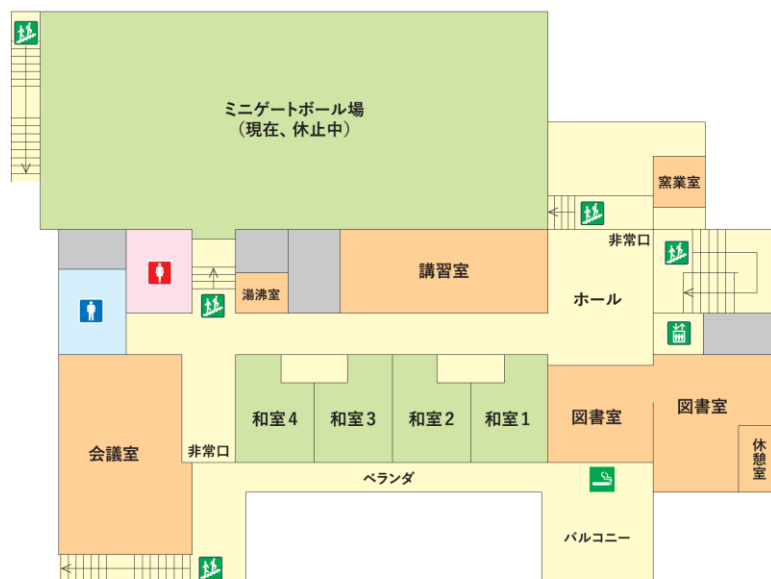 ミニゲートボール場
（現在、休止中）
窯業室
非常口
講習室
湯沸室
ホール
和室4
和室3
和室2
和室1
図書室
図書室
会議室
非常口
休憩室
ベランダ
バルコニー